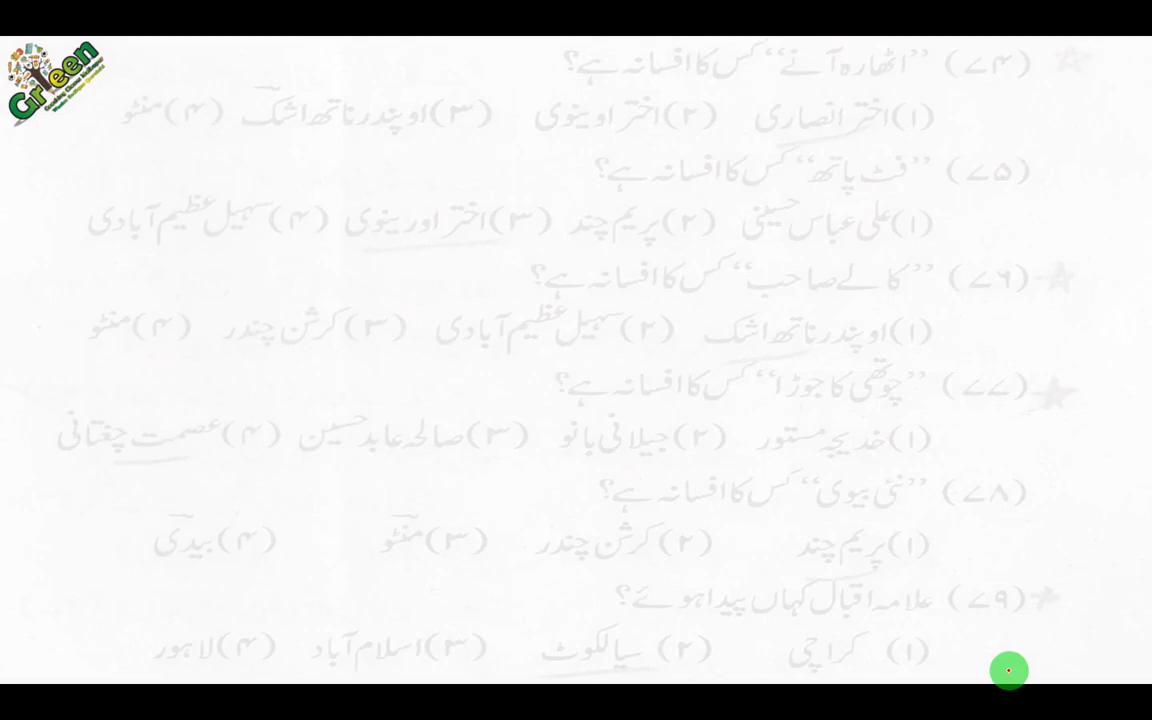 Green
(۷۴) ”اٹھارہ آنے“ کس کا افسانہ ہے؟
(۱) اختر انصاری (۲) اختر اوینوی (۳) اوپندر ناتھ اشک (۴) منٹو
(۷۵) ”فٹ پاتھ“ کس کا افسانہ ہے؟
(۱) علی عباس حسینی (۲) پریم چند (۳) اختر اورینوی (۴) سہیل عظیم آبادی
(۷۶) ”کالے صاحب“ کس کا افسانہ ہے؟
(۱) اوپندر ناتھ اشک (۲) سہیل عظیم آبادی (۳) کرشن چندر (۴) منٹو
(۷۷) ”چوتھی کا جوڑا“ کس کا افسانہ ہے؟
(۱) خدیجہ مستور (۲) جیلانی بانو (۳) صالحہ عابد حسین (۴) عصمت چغتائی
(۷۸) ”نئی بیوی“ کس کا افسانہ ہے؟
(۱) پریم چند (۲) کرشن چندر (۳) منٹو (۴) بیدی
(۷۹) علامہ اقبال کہاں پیدا ہوئے؟
(۱) کراچی (۲) سیالکوٹ (۳) اسلام آباد (۴) لاہور